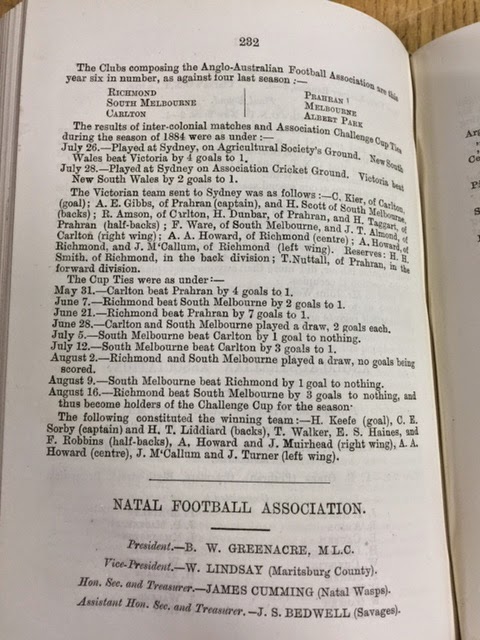 232
The Clubs composing the Anglo-Australian Football Association are this
year six in number, as against four last season :—
RICHMOND
SOUTH MELBOURNE
CARLTON
PRAHRAN
MELBOURNE
ALBERT PARK
The results of inter-colonial matches and Association Challenge Cup Ties
during the season of 1884 were as under :—
July 26.—Played at Sydney, on Agricultural Society's Ground. New South
Wales beat Victoria by 4 goals to 1.
July 28.—Played at Sydney on Association Cricket Ground. Victoria beat
New South Wales by 2 goals to 1.
The Victorian team sent to Sydney was as follows :—C. Kier, of Carlton,
(goal) ; A. E. Gibbs, of Prahran (captain), and H. Scott of South Melbourne,
(backs) ; R. Amson, of Carlton, H. Dunbar, of Prahran, and H. Taggart, of
Prahran (half-backs) ; F. Ware, of South Melbourne, and J. T. Almond, of
Carlton (right wing) ; A. A. Howard, of Richmond (centre) ; A. Howard, of
Richmond, and J. M'Callum, of Richmond (left wing). Reserves : H. H.
Smith, of Richmond, in the back division ; T. Nuttall, of Prahran, in the
forward division.
The Cup Ties were as under :—
May 31.—Carlton beat Prahran by 4 goals to 1.
June 7.—Richmond beat South Melbourne by 2 goals to 1.
June 21.—Richmond beat Prahran by 7 goals to 1.
June 28.—Carlton and South Melbourne played a draw, 2 goals each.
July 5.—South Melbourne beat Carlton by 1 goal to nothing.
July 12.—South Melbourne beat Carlton by 3 goals to 1.
August 2.—Richmond and South Melbourne played a draw, no goals being
scored.
August 9.—South Melbourne beat Richmond by 1 goal to nothing.
August 16.—Richmond beat South Melbourne by 3 goals to nothing, and
thus become holders of the Challenge Cup for the season.
The following constituted the winning team :—H. Keefe (goal), C. E.
Sorby (captain) and H. T. Liddiard (backs), T. Walker, E. S. Haines, and
F. Robbins (half-backs), A. Howard and J. Muirhead (right wing), A. A.
Howard (centre), J. M'Callum and J. Turner (left wing).
NATAL FOOTBALL ASSOCIATION.
President.—B. W. GREENACRE, M L.C.
Vice-President.—W. LINDSAY (Maritsburg County).
Hon. Sec. and Treasurer.—JAMES CUMMING (Natal Wasps).
Assistant Hon. Sec. and Treasurer.—J. S. BEDWELL (Savages).